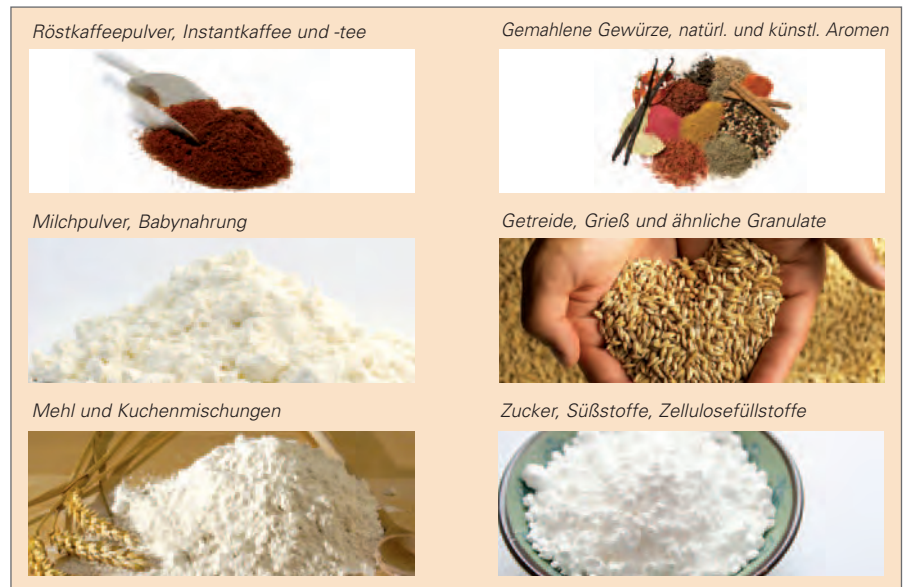 Röstkaffeepulver, Instantkaffee und -tee
Gemahlene Gewürze, natürl. und künstl. Aromen
Milchpulver, Babynahrung
Getreide, Grieß und ähnliche Granulate
Mehl und Kuchenmischungen
Zucker, Süßstoffe, Zellulosefüllstoffe